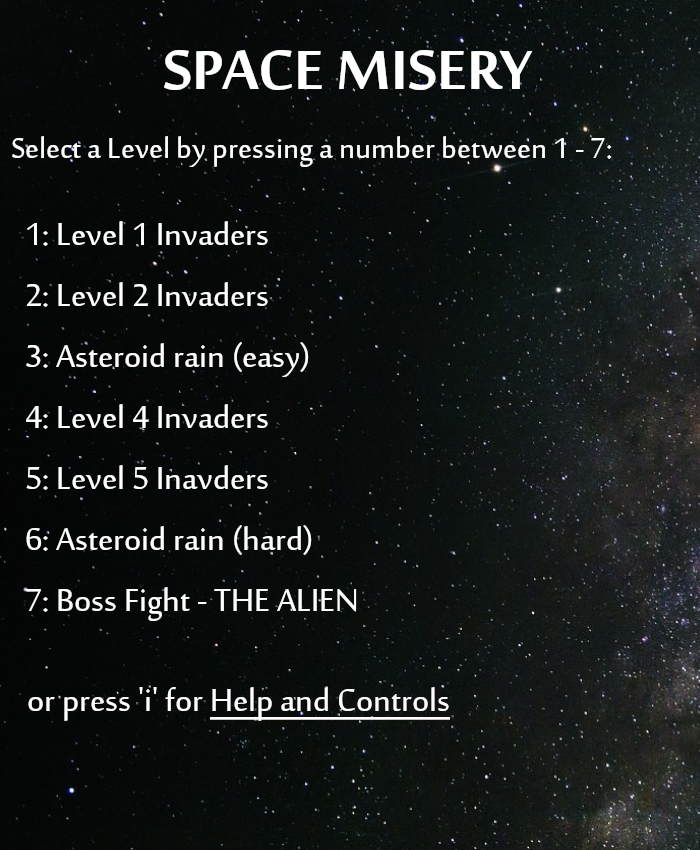 SPACE MISERY
Select a Level by pressing a number between 1 - 7:
1: Level 1 Invaders
2: Level 2 Invaders
3: Asteroid rain (easy)
4: Level 4 Invaders
5: Level 5 Inavders
6: Asteroid rain (hard)
7: Boss Fight - THE ALIEN
or press 'i' for Help and Controls